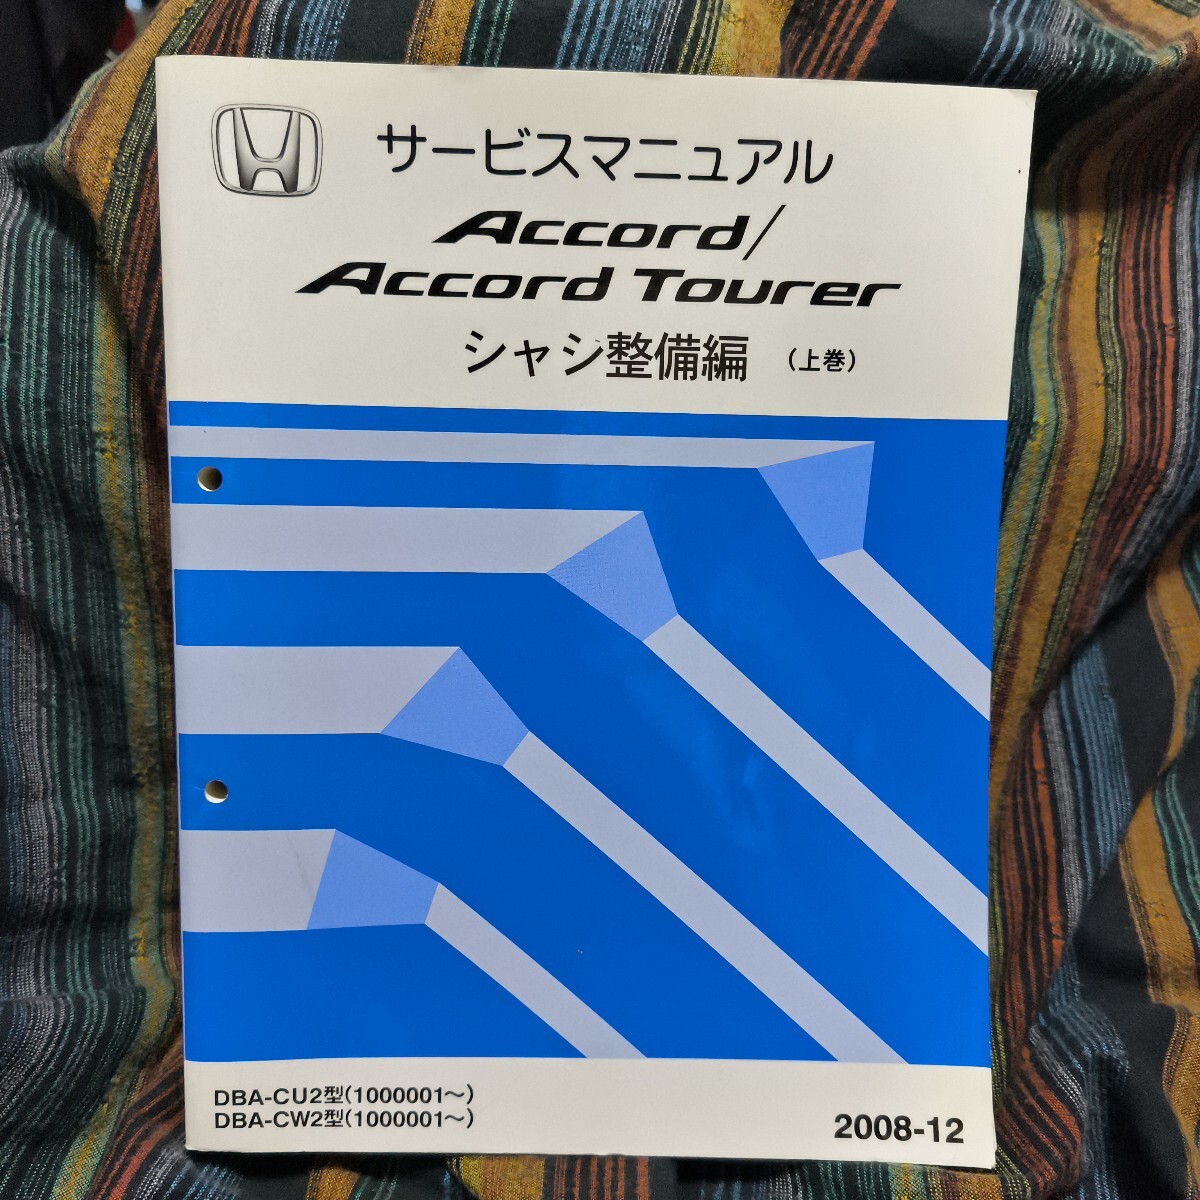 サービスマニュアル
Accord/
Accord Tourer
シャシ整備編 (上巻)
DBA-CU2型(1000001～)
DBA-CW2型(1000001～)
2008-12